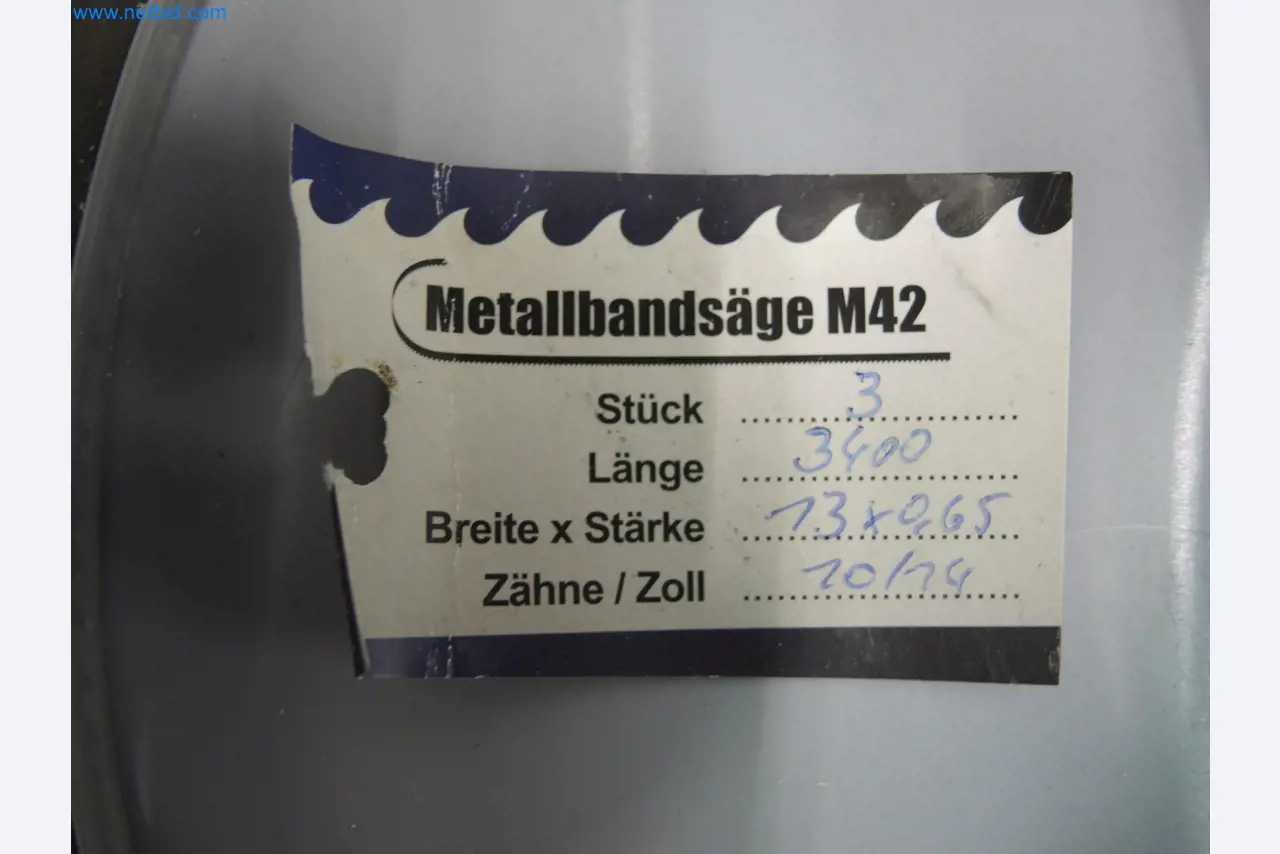 www.netbid.com
Metallbandsäge M42
Stück 3
Länge 3400
Breite x Stärke 13x0,65
Zähne / Zoll 10/14